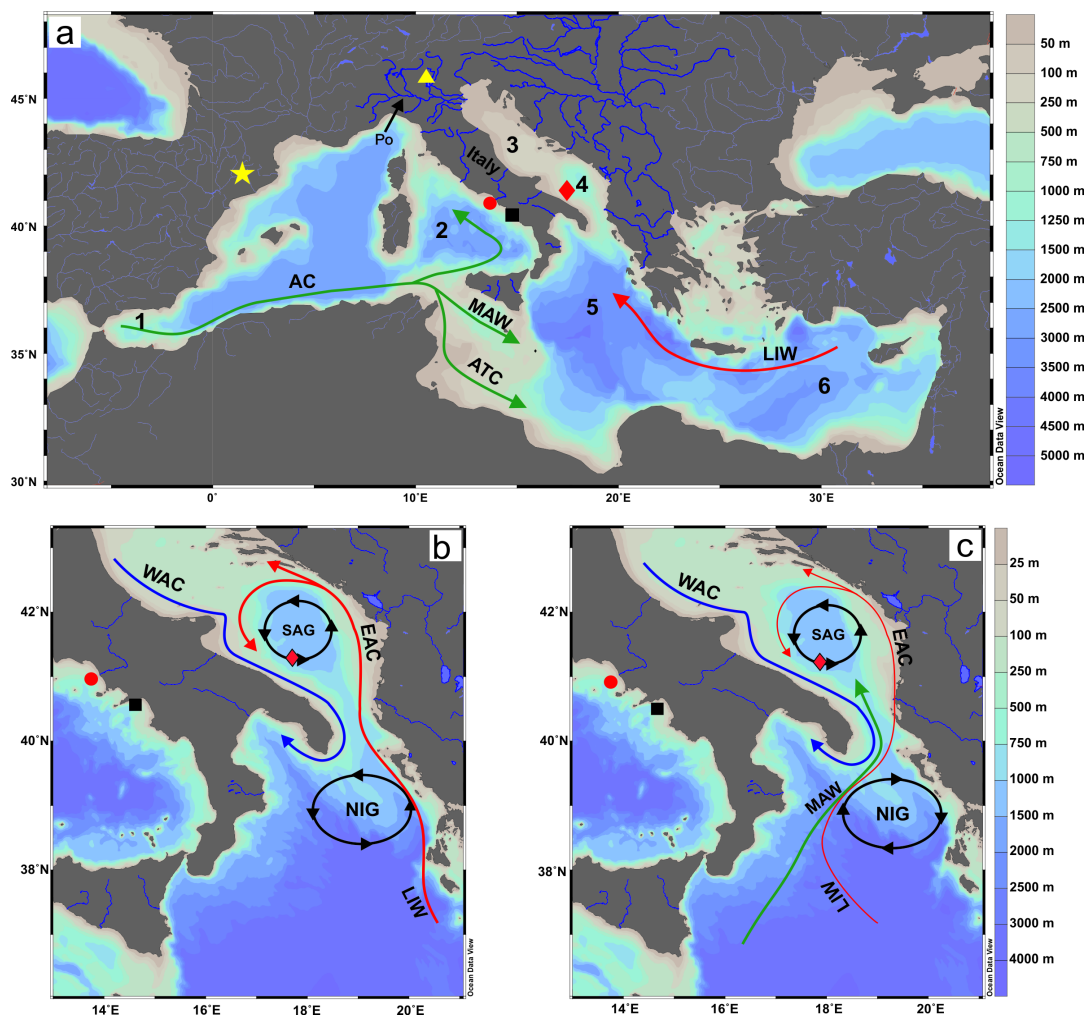 a
45°N
40°N
35°N
30°N
0°
10°E
20°E
30°E
Po
Italy
1
2
3
4
5
6
AC
MAW
ATC
LIW
Ocean Data View
50 m
100 m
250 m
500 m
750 m
1000 m
1250 m
1500 m
2000 m
2500 m
3000 m
3500 m
4000 m
4500 m
5000 m
b
42°N
40°N
38°N
14°E
16°E
18°E
20°E
WAC
SAG
EAC
NIG
LIW
Ocean Data View
c
42°N
40°N
38°N
14°E
16°E
18°E
20°E
WAC
SAG
EAC
MAW
NIG
LIW
Ocean Data View
25 m
50 m
100 m
250 m
500 m
750 m
1000 m
1500 m
2000 m
2500 m
3000 m
4000 m